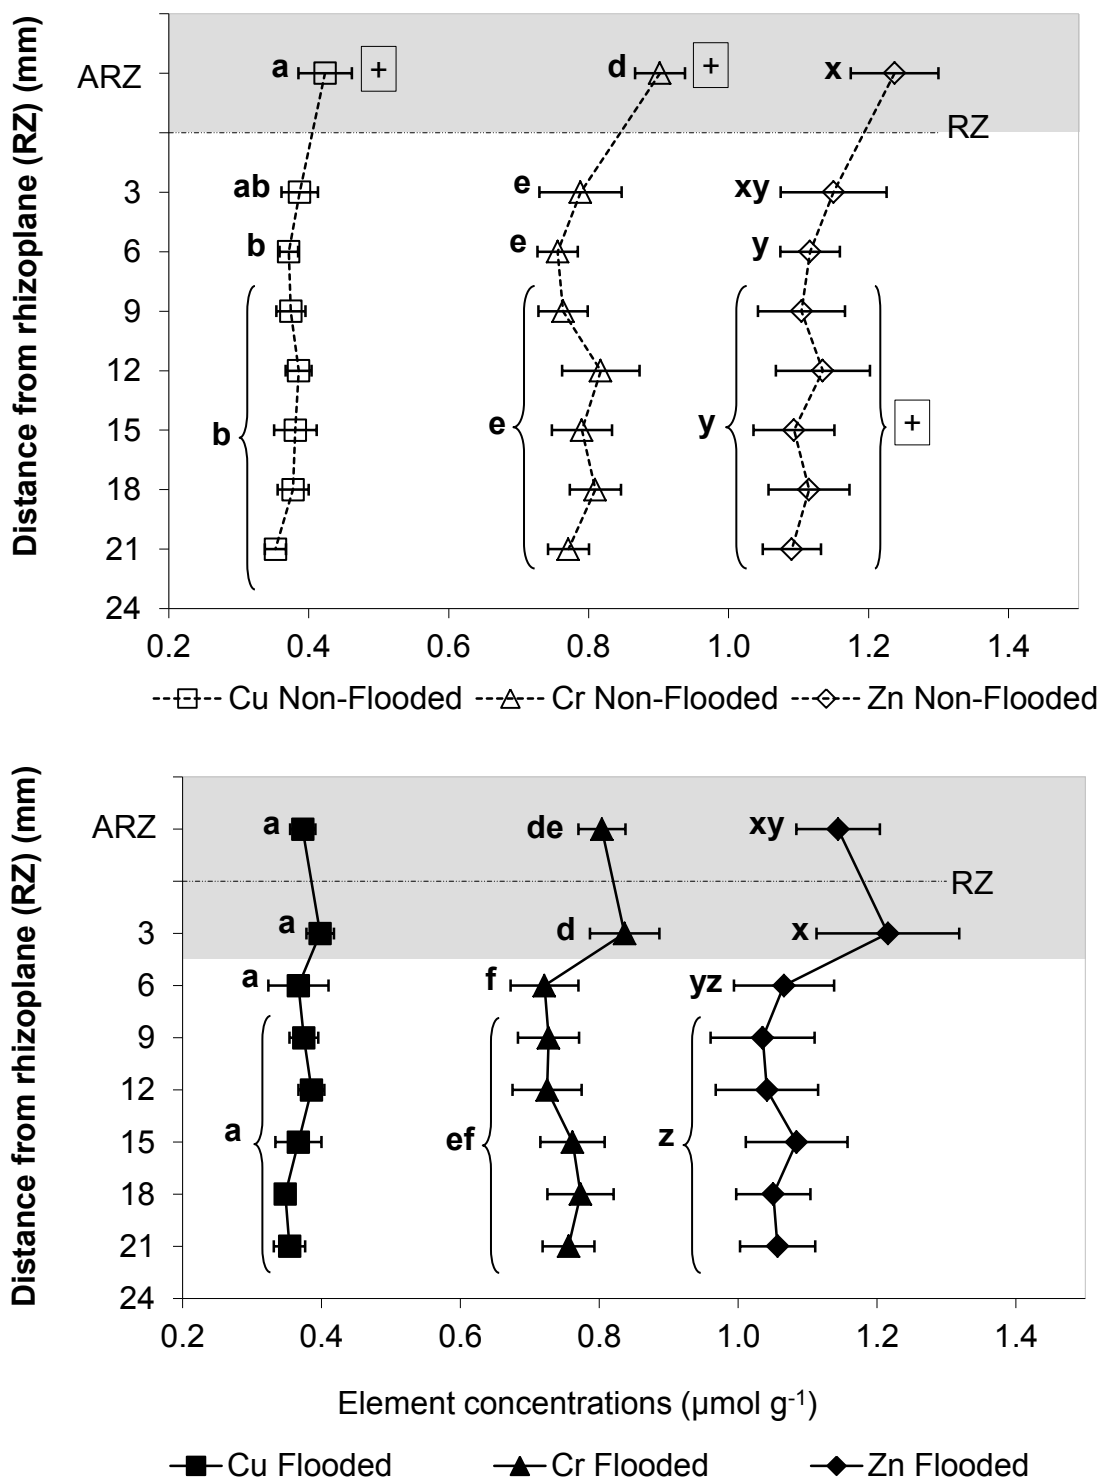 Distance from rhizoplane (RZ) (mm)
ARZ a + d + x
RZ
3 ab e xy
6 b e y
9
12
15 b e y +
18
21
24
0.2 0.4 0.6 0.8 1.0 1.2 1.4
Cu Non-Flooded Cr Non-Flooded Zn Non-Flooded
Distance from rhizoplane (RZ) (mm)
ARZ a de xy
RZ
3 a d x
6 a f yz
9
12
15 a ef z
18
21
24
0.2 0.4 0.6 0.8 1.0 1.2 1.4
Element concentrations (µmol g-1)
Cu Flooded Cr Flooded Zn Flooded